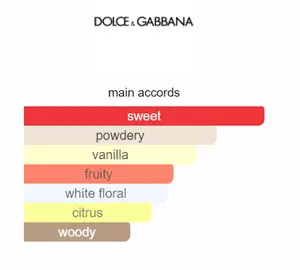 DOLCE & GABBANA
main accords
sweet
powdery
vanilla
fruity
white floral
citrus
woody